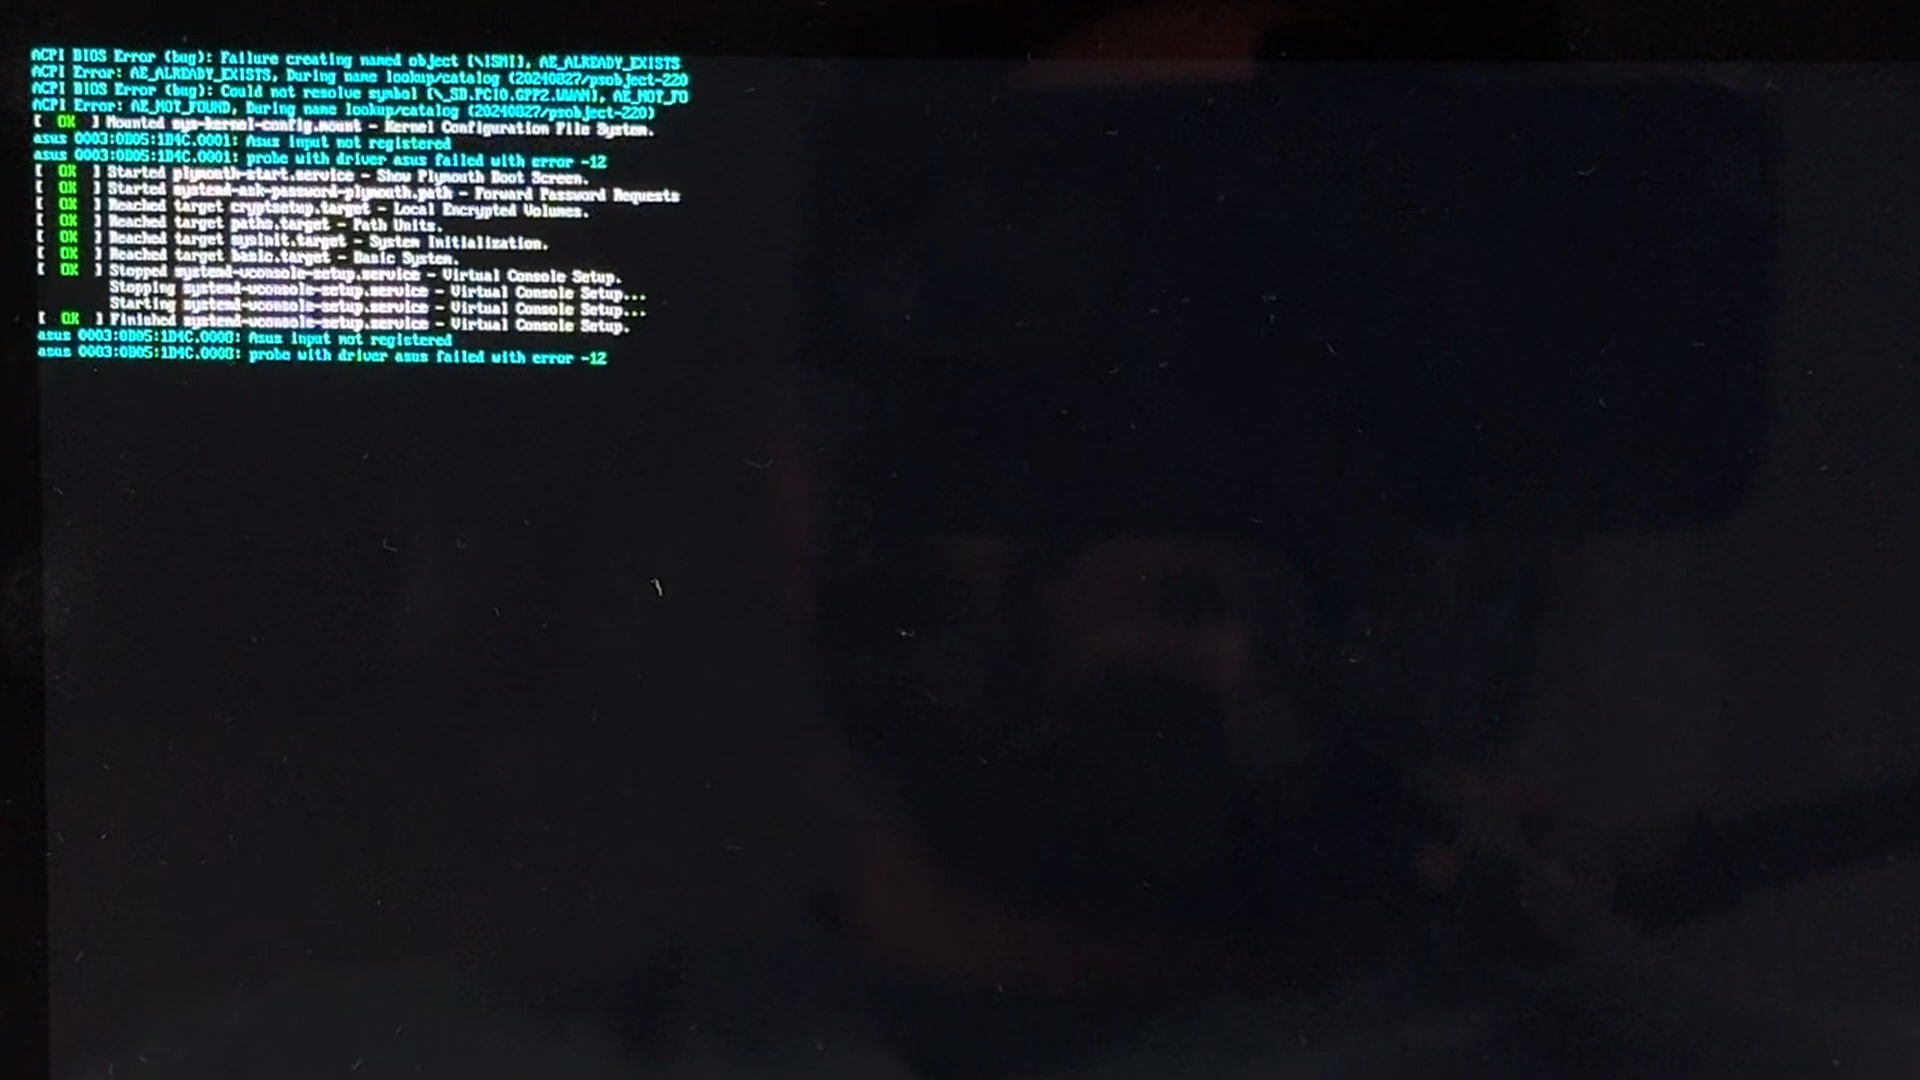 ACPI BIOS Error (bug): Failure creating named object [\ISMI], AE_ALREADY_EXISTS
ACPI Error: AE_ALREADY_EXISTS, During name lookup/catalog (20240827/psobject-220
ACPI BIOS Error (bug): Could not resolve symbol [\_SB.PCI0.GPP2.WWAN], AE_NOT_FO
ACPI Error: AE_NOT_FOUND, During name lookup/catalog (20240827/psobject-220)
[  OK  ] Mounted sys-kernel-config.mount - Kernel Configuration File System.
asus 0003:0B05:1B4C.0001: Asus input not registered
asus 0003:0B05:1B4C.0001: probe with driver asus failed with error -12
[  OK  ] Started plymouth-start.service - Show Plymouth Boot Screen.
[  OK  ] Started systemd-ask-password-plymouth.path - Forward Password Requests
[  OK  ] Reached target cryptsetup.target - Local Encrypted Volumes.
[  OK  ] Reached target paths.target - Path Units.
[  OK  ] Reached target sysinit.target - System Initialization.
[  OK  ] Reached target basic.target - Basic System.
[  OK  ] Stopped systemd-vconsole-setup.service - Virtual Console Setup.
Stopping systemd-vconsole-setup.service - Virtual Console Setup...
Starting systemd-vconsole-setup.service - Virtual Console Setup...
[  OK  ] Finished systemd-vconsole-setup.service - Virtual Console Setup.
asus 0003:0B05:1B4C.0008: Asus input not registered
asus 0003:0B05:1B4C.0008: probe with driver asus failed with error -12